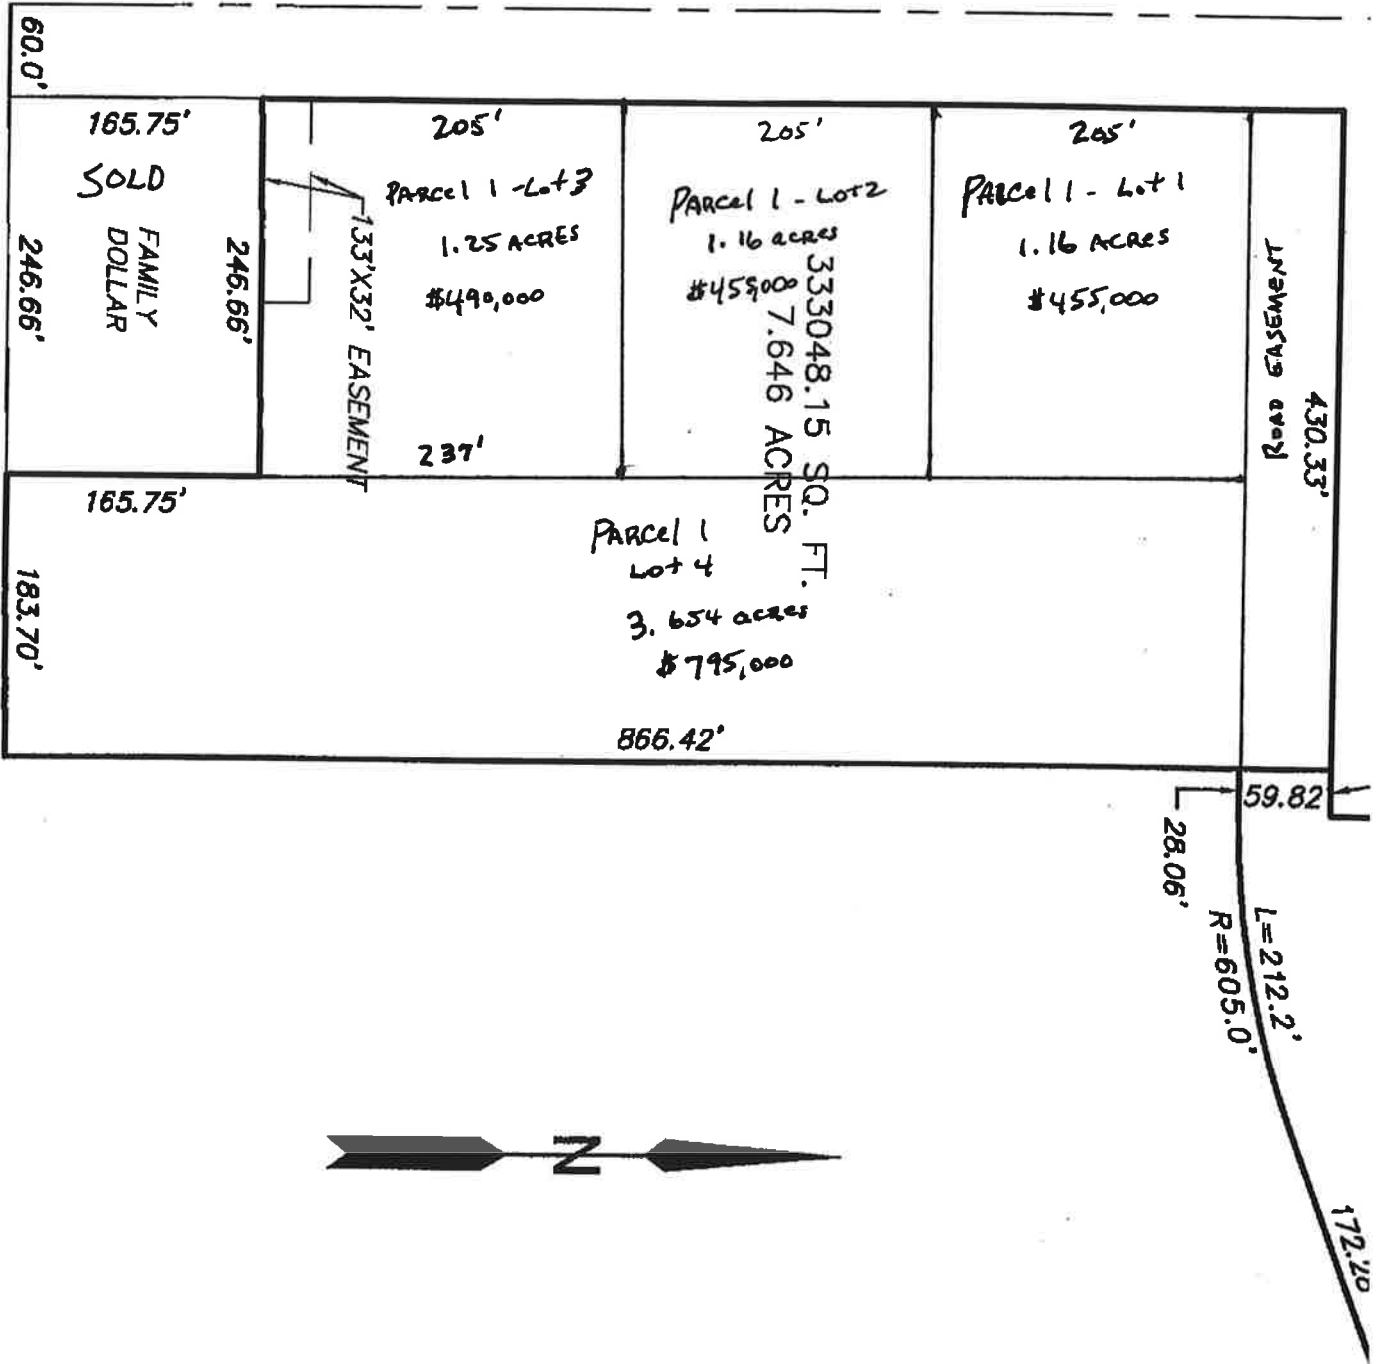 60.0'
165.75'
SOLD
FAMILY
DOLLAR
246.66'
246.66'
133'X32' EASEMENT
205'
PARCel 1 - Lot 3
1.25 ACRES
$490,000
237'
205'
PARCel 1 - Lot 2
1.16 acres
$455,000
333048.15 SQ. FT.
7.646 ACRES
205'
PARCel 1 - Lot 1
1.16 ACRes
$455,000
ROAD EASEMENT
430.33'
165.75'
183.70'
PARCel 1
Lot 4
3.654 acres
$795,000
866.42'
59.82
28.06'
L=212.2'
R=605.0'
172.20
N